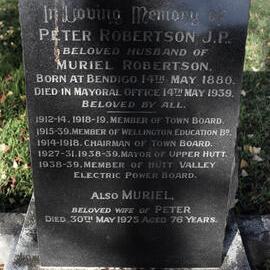 In Loving Memory of
PETER ROBERTSON J.P.
BELOVED HUSBAND OF
MURIEL ROBERTSON,
BORN AT BENDIGO 14TH MAY 1880.
DIED IN MAYORAL OFFICE 14TH MAY 1939.
BELOVED BY ALL.
1912-14. 1918-19. MEMBER OF TOWN BOARD.
1915-39. MEMBER OF WELLINGTON EDUCATION BD.
1914-1918. CHAIRMAN OF TOWN BOARD.
1927-31. 1938-39. MAYOR OF UPPER HUTT.
1938-39. MEMBER OF HUTT VALLEY
ELECTRIC POWER BOARD.
ALSO MURIEL,
BELOVED WIFE OF PETER
DIED 30TH MAY 1975 AGED 76 YEARS.